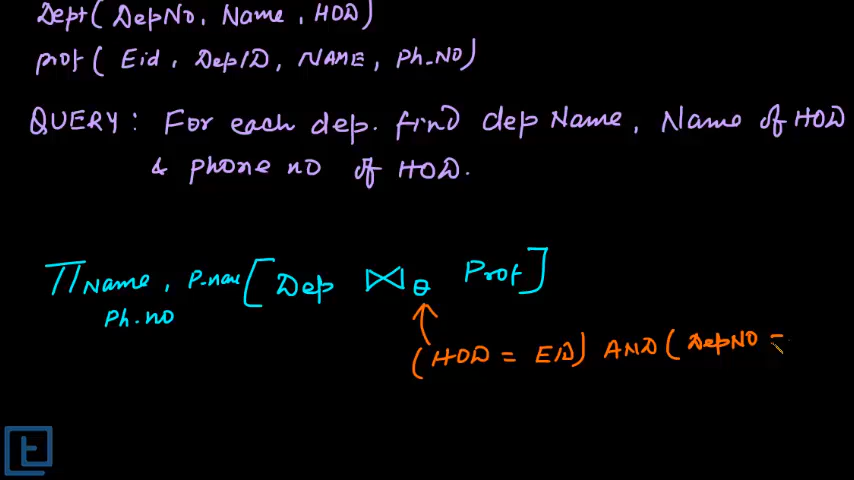 Dept( DepNo, Name, HOD)
prof( Eid, DepID, NAME, Ph_NO)
QUERY: For each dep. find dep Name, Name of HOD
& phone no of HOD.
π Name, P.name [ Dep ⋈ θ Prof ]
Ph.no
(HOD = EID) AND (DepNO =